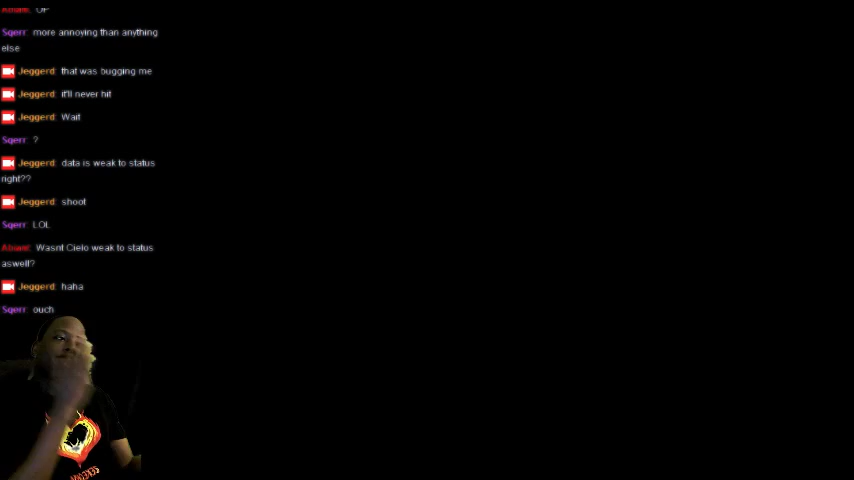 UP
Sqerr: more annoying than anything
else
Jeggerd: that was bugging me
Jeggerd: it'll never hit
Jeggerd: Wait
Sqerr: ?
Jeggerd: data is weak to status
right??
Jeggerd: shoot
Sqerr: LOL
Wasnt Cielo weak to status
aswell?
Jeggerd: haha
Sqerr: ouch